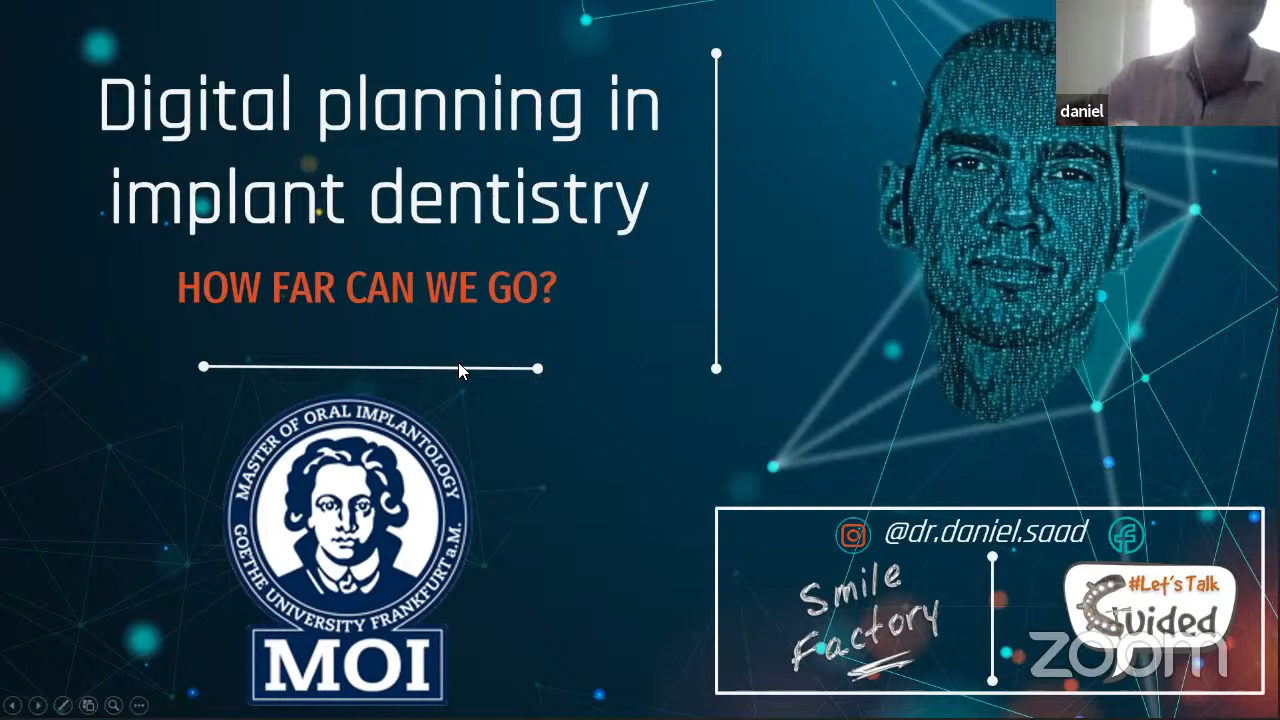 Digital planning in
implant dentistry
HOW FAR CAN WE GO?
daniel
MASTER OF ORAL IMPLANTOLOGY
GOETHE UNIVERSITY FRANKFURT a.M.
MOI
@dr.daniel.saad
Smile
Factory
#Let's Talk
Guided
zoom